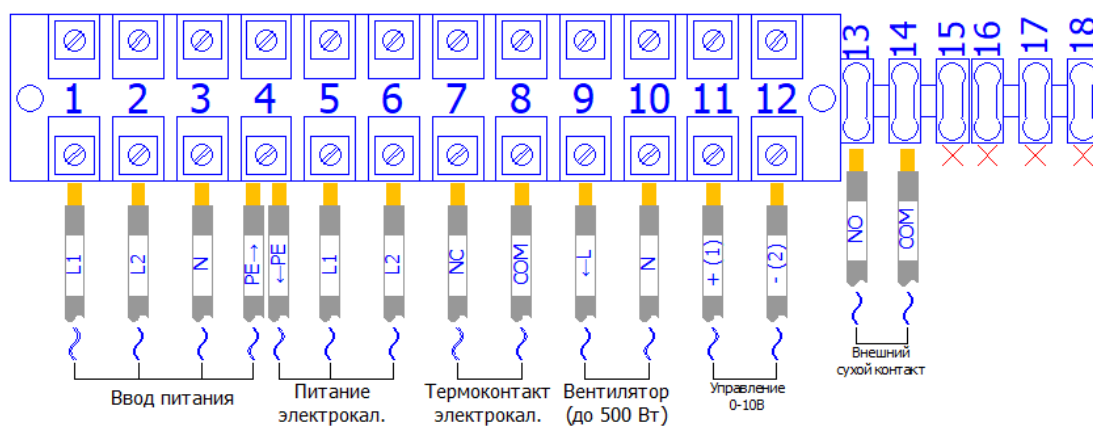 1 2 3 4 5 6 7 8 9 10 11 12 13 14 15 16 17 18
L1 L2 N PE→ ←PE L1 L2 NC COM ←L N + (1) - (2) NO COM
Ввод питания
Питание
электрокал.
Термоконтакт
электрокал.
Вентилятор
(до 500 Вт)
Управление
0-10В
Внешний
сухой контакт